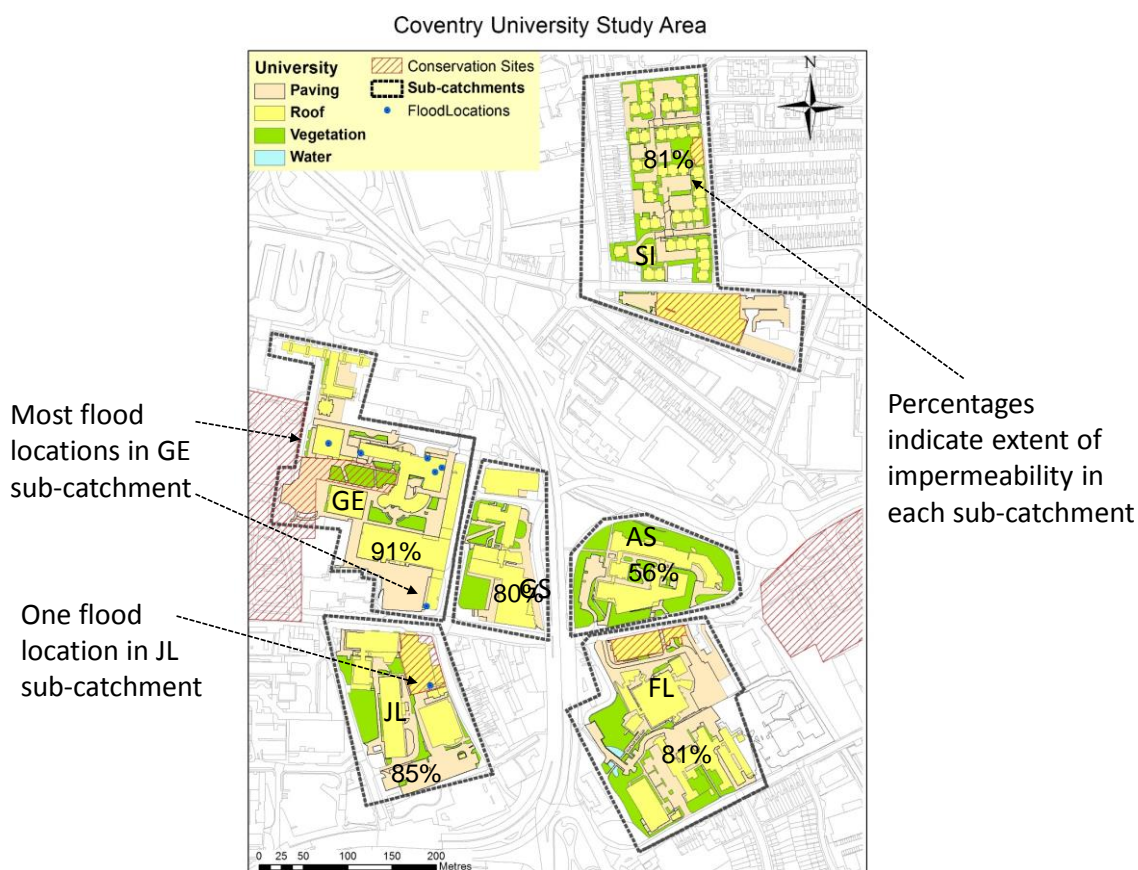 Coventry University Study Area
University
Paving
Roof
Vegetation
Water
Conservation Sites
Sub-catchments
FloodLocations
N
81%
SI
Most flood
locations in GE
sub-catchment
Percentages
indicate extent of
impermeability in
each sub-catchment
GE
91%
AS
56%
80%
GS
One flood
location in JL
sub-catchment
JL
85%
FL
81%
0 25 50 100 150 200
Metres